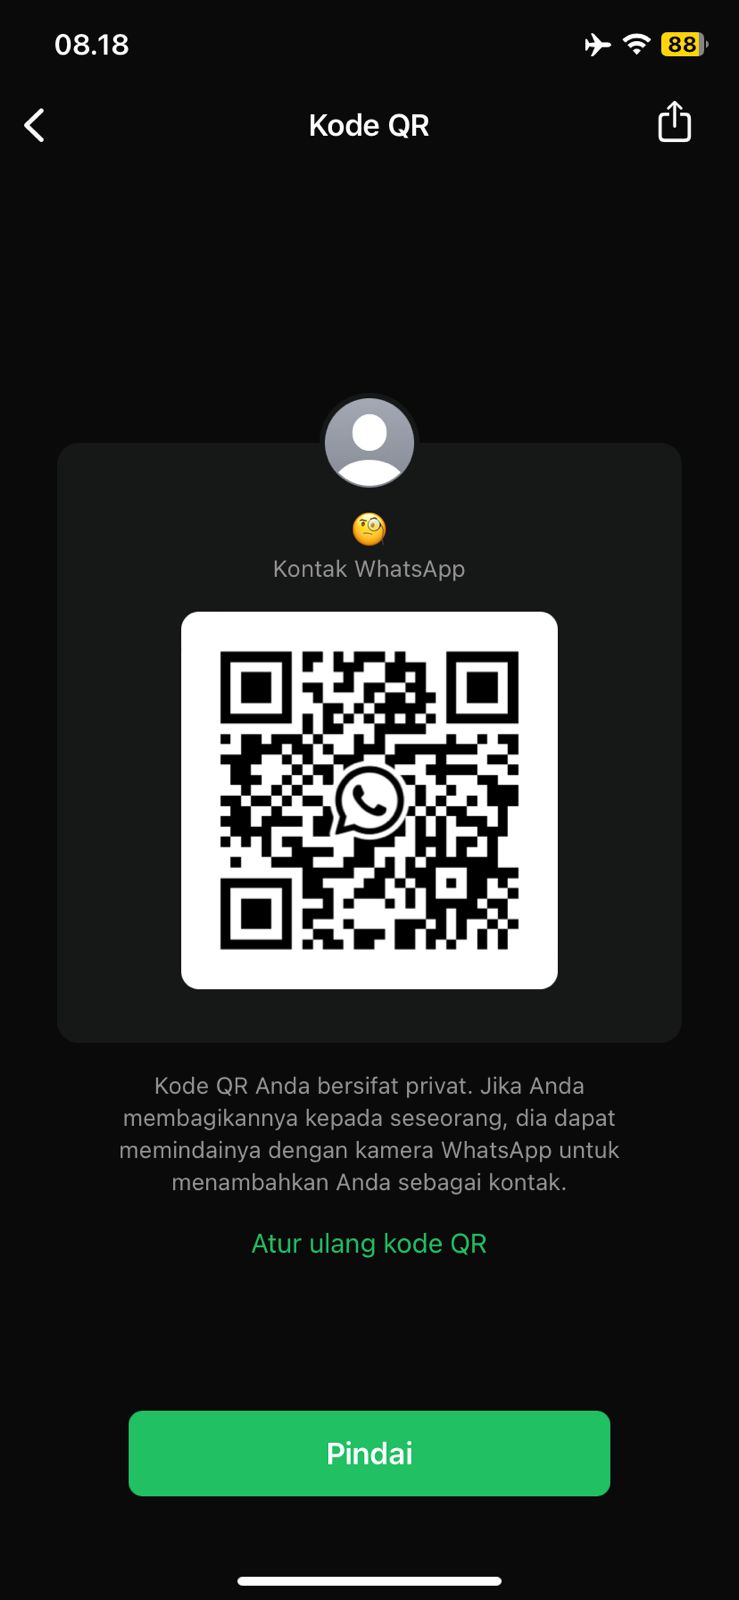 08.18
88
Kode QR
Kontak WhatsApp
Kode QR Anda bersifat privat. Jika Anda
membagikannya kepada seseorang, dia dapat
memindainya dengan kamera WhatsApp untuk
menambahkan Anda sebagai kontak.
Atur ulang kode QR
Pindai